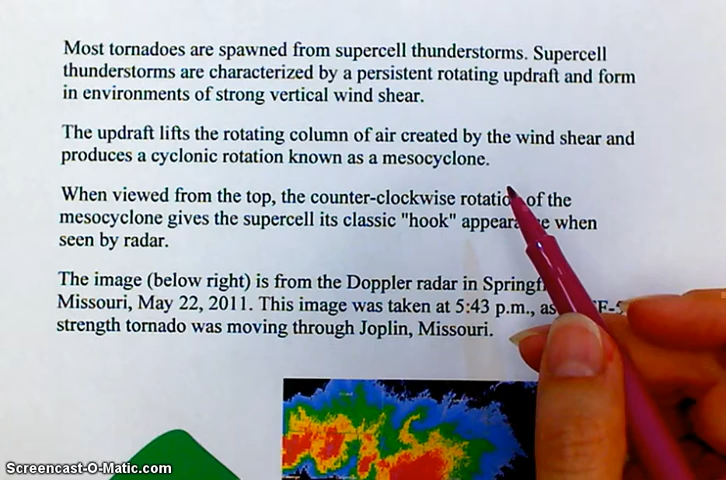 Most tornadoes are spawned from supercell thunderstorms. Supercell
thunderstorms are characterized by a persistent rotating updraft and form
in environments of strong vertical wind shear.
The updraft lifts the rotating column of air created by the wind shear and
produces a cyclonic rotation known as a mesocyclone.
When viewed from the top, the counter-clockwise rotation of the
mesocyclone gives the supercell its classic "hook" appearance when
seen by radar.
The image (below right) is from the Doppler radar in
Missouri, May 22, 2011. This image was taken at 5:43 p.m., as
strength tornado was moving through Joplin, Missouri.
Screencast-O-Matic.com